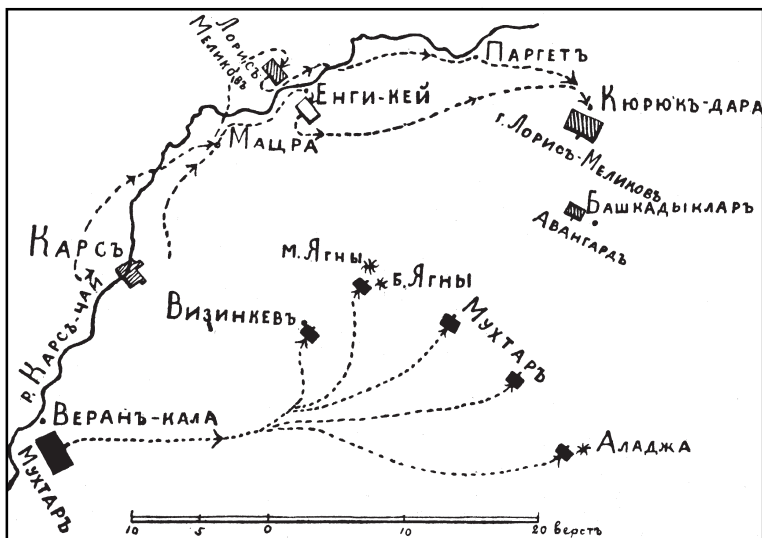 Лорисъ
Меликовъ
Паргетъ
Енги-кей
Кюрюкъ-дара
г. Лорисъ-Меликовъ
Мацра
Башкадыкларъ
Авангардъ
Карсъ
м. Ягны
Б. Ягны
Визинкевъ
Мухтаръ
р. Карсъ-чай
Веранъ-кала
Мухтаръ
Аладжа
10 5 0 10 20 верстъ